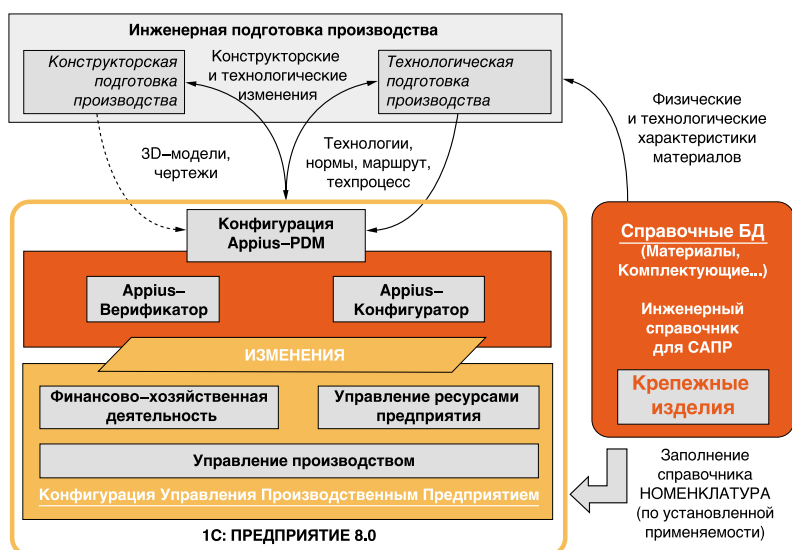 Инженерная подготовка производства
Конструкторская
подготовка
производства
Конструкторские
и технологические
изменения
Технологическая
подготовка
производства
Физические
и технологические
характеристики
материалов
3D–модели,
чертежи
Технологии,
нормы, маршрут,
техпроцесс
Конфигурация
Appius–PDM
Appius–
Верификатор
Appius–
Конфигуратор
ИЗМЕНЕНИЯ
Финансово–хозяйственная
деятельность
Управление ресурсами
предприятия
Управление производством
Конфигурация Управления Производственным Предприятием
1С: ПРЕДПРИЯТИЕ 8.0
Справочные БД
(Материалы,
Комплектующие...)
Инженерный
справочник
для САПР
Крепежные
изделия
Заполнение
справочника
НОМЕНКЛАТУРА
(по установленной
применяемости)